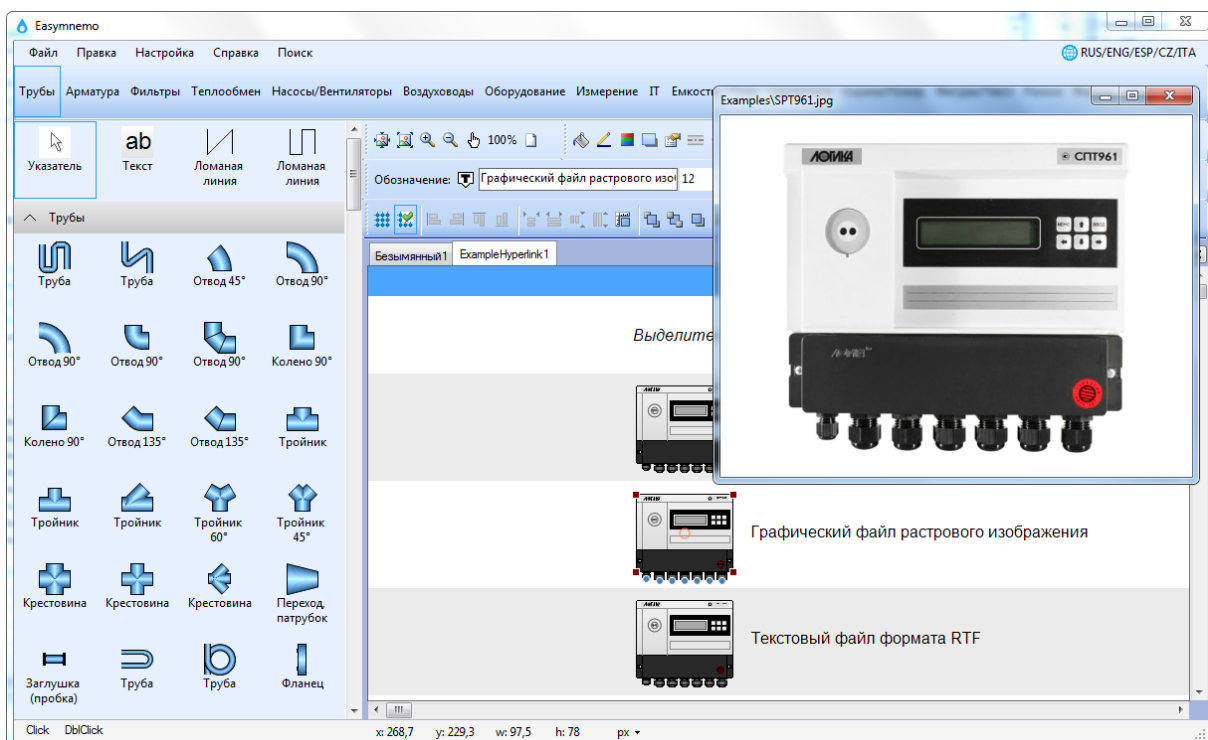 Easymnemo
Файл Правка Настройка Справка Поиск
RUS/ENG/ESP/CZ/ITA
Трубы Арматура Фильтры Теплообмен Насосы/Вентиляторы Воздуховоды Оборудование Измерение IT
Examples\SPT961.jpg
Указатель
ab
Текст
Ломаная
линия
Ломаная
линия
100%
Обозначение:
Графический файл растрового изо
12
Трубы
Безымянный1 ExampleHyperlink1
Труба Труба Отвод 45° Отвод 90°
Отвод 90° Отвод 90° Отвод 90° Колено 90°
Колено 90° Отвод 135° Отвод 135° Тройник
Тройник Тройник Тройник
60°
Тройник
45°
Крестовина Крестовина Крестовина Переход,
патрубок
Заглушка
(пробка)
Труба Труба Фланец
ЛОГИКА
СПТ961
Графический файл растрового изображения
Текстовый файл формата RTF
Click DblClick
x: 268,7 y: 229,3 w: 97,5 h: 78 px